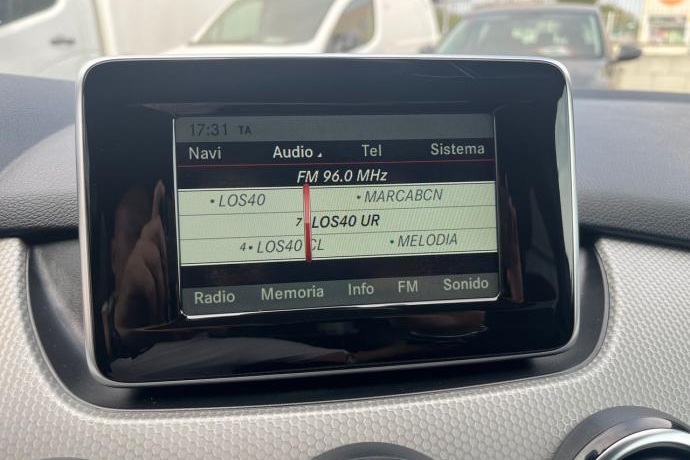 17:31 TA
Navi Audio Tel Sistema
FM 96.0 MHz
•LOS40 •MARCABCN
7•LOS40 UR
4•LOS40 CL •MELODIA
Radio Memoria Info FM Sonido